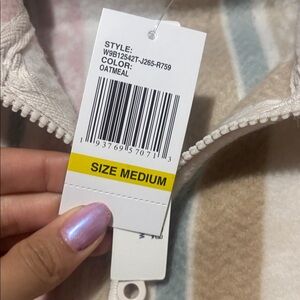 STYLE:
W9B12542T-J265-R759
COLOR:
OATMEAL
1 93769 57071 3
SIZE MEDIUM